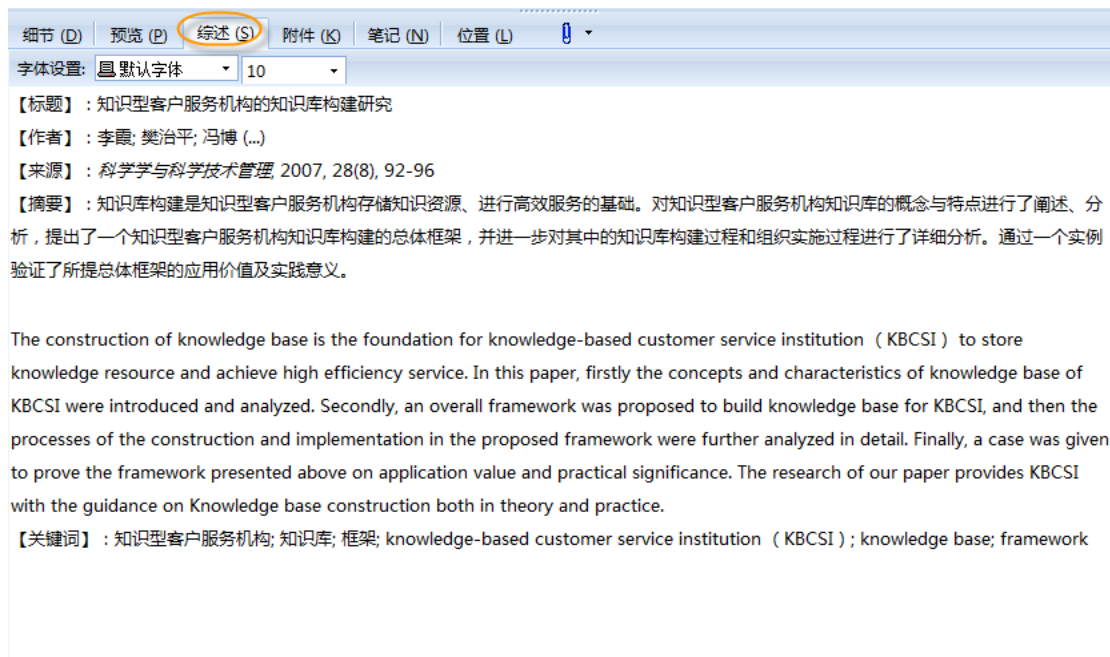 细节 (D) 预览 (P) 综述 (S) 附件 (K) 笔记 (N) 位置 (L)
字体设置: 默认字体 10
【标题】：知识型客户服务机构的知识库构建研究
【作者】：李霞; 樊治平; 冯博 (...)
【来源】：科学学与科学技术管理, 2007, 28(8), 92-96
【摘要】：知识库构建是知识型客户服务机构存储知识资源、进行高效服务的基础。对知识型客户服务机构知识库的概念与特点进行了阐述、分
析，提出了一个知识型客户服务机构知识库构建的总体框架，并进一步对其中的知识库构建过程和组织实施过程进行了详细分析。通过一个实例
验证了所提总体框架的应用价值及实践意义。
The construction of knowledge base is the foundation for knowledge-based customer service institution （KBCSI） to store
knowledge resource and achieve high efficiency service. In this paper, firstly the concepts and characteristics of knowledge base of
KBCSI were introduced and analyzed. Secondly, an overall framework was proposed to build knowledge base for KBCSI, and then the
processes of the construction and implementation in the proposed framework were further analyzed in detail. Finally, a case was given
to prove the framework presented above on application value and practical significance. The research of our paper provides KBCSI
with the guidance on Knowledge base construction both in theory and practice.
【关键词】：知识型客户服务机构; 知识库; 框架; knowledge-based customer service institution （KBCSI）; knowledge base; framework